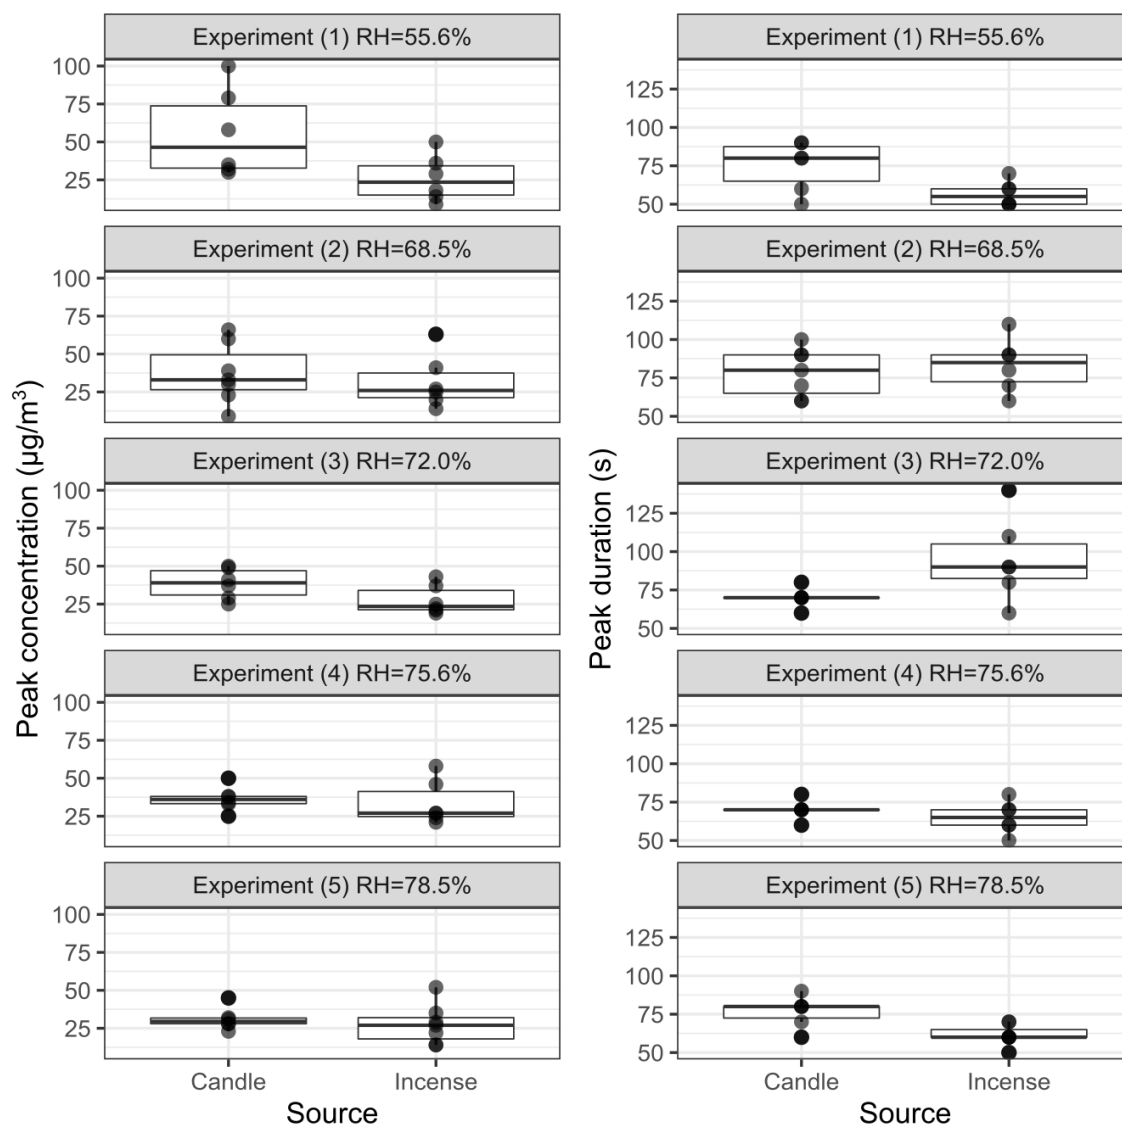 Peak concentration (µg/m³)
Experiment (1) RH=55.6%
100
75
50
25
Experiment (2) RH=68.5%
100
75
50
25
Experiment (3) RH=72.0%
100
75
50
25
Experiment (4) RH=75.6%
100
75
50
25
Experiment (5) RH=78.5%
100
75
50
25
Candle Incense
Source
Peak duration (s)
Experiment (1) RH=55.6%
125
100
75
50
Experiment (2) RH=68.5%
125
100
75
50
Experiment (3) RH=72.0%
125
100
75
50
Experiment (4) RH=75.6%
125
100
75
50
Experiment (5) RH=78.5%
125
100
75
50
Candle Incense
Source